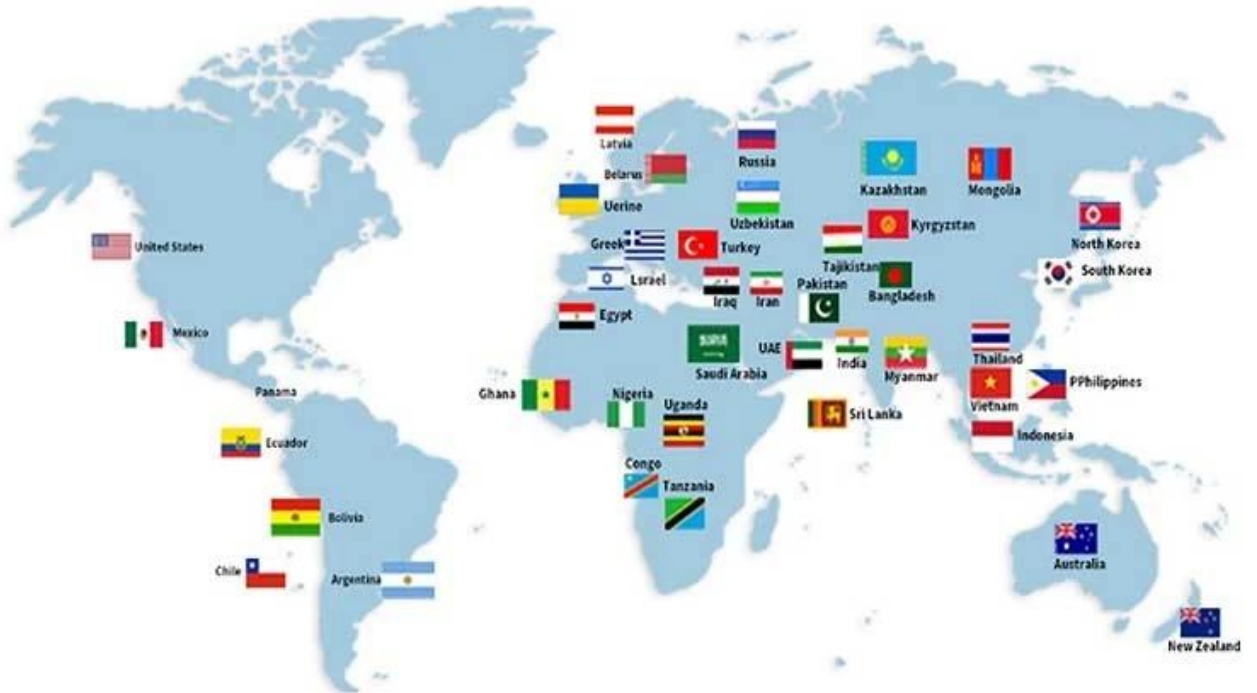 Latvia
Russia
Belarus
Kazakhstan
Mongolia
Uerine
Uzbekistan
Kyrgyzstan
United States
Greek
Turkey
Tajikistan
North Korea
South Korea
Lsrael
Iraq
Iran
Pakistan
Bangladesh
Egypt
Mexico
UAE
India
Saudi Arabia
Myanmar
Thailand
Panama
Ghana
Nigeria
Uganda
PPhilippines
Vietnam
Sri Lanka
Ecuador
Indonesia
Congo
Tanzania
Bolivia
Australia
Chile
Argentina
New Zealand